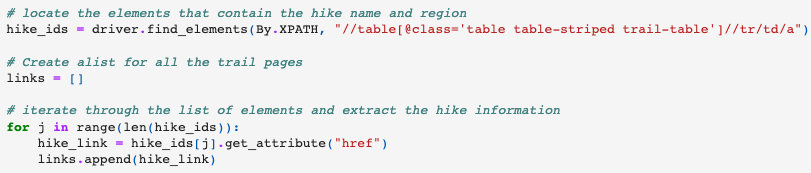 # locate the elements that contain the hike name and region
hike_ids = driver.find_elements(By.XPATH, "//table[@class='table table-striped trail-table']//tr/td/a")
# Create alist for all the trail pages
links = []
# iterate through the list of elements and extract the hike information
for j in range(len(hike_ids)):
    hike_link = hike_ids[j].get_attribute("href")
    links.append(hike_link)